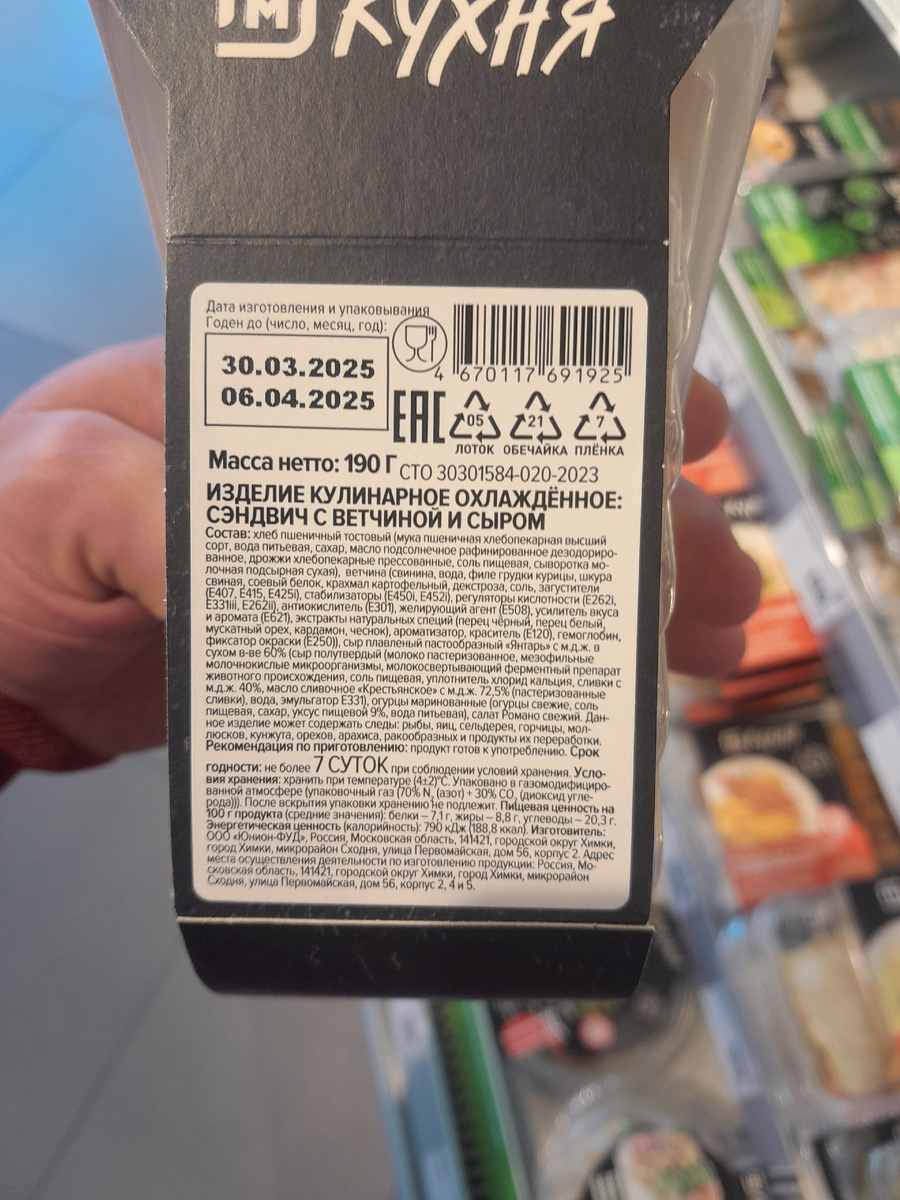 М КУХНЯ
Дата изготовления и упаковывания
Годен до (число, месяц, год):
30.03.2025
06.04.2025
4 670117 691925
ЕАС 05 21 7
ЛОТОК ОБЕЧАЙКА ПЛЁНКА
Масса нетто: 190 Г СТО 30301584-020-2023
ИЗДЕЛИЕ КУЛИНАРНОЕ ОХЛАЖДЁННОЕ:
СЭНДВИЧ С ВЕТЧИНОЙ И СЫРОМ
Состав: хлеб пшеничный тостовый (мука пшеничная хлебопекарная высший
сорт, вода питьевая, сахар, масло подсолнечное рафинированное дезодориро-
ванное, дрожжи хлебопекарные прессованные, соль пищевая, сыворотка мо-
лочная подсырная сухая), ветчина (свинина, вода, филе грудки курицы, шкура
свиная, соевый белок, крахмал картофельный, декстроза, соль, загустители
(E407, E415, E425i), стабилизаторы (E450i, E452i), регуляторы кислотности (E262i,
E331iii, E262ii), антиокислитель (E301), желирующий агент (E508), усилитель вкуса
и аромата (E621), экстракты натуральных специй (перец чёрный, перец белый,
мускатный орех, кардамон, чеснок), ароматизатор, краситель (E120), гемоглобин,
фиксатор окраски (E250)), сыр плавленый пастообразный «Янтарь» с м.д.ж. в
сухом в-ве 60% (сыр полутвердый (молоко пастеризованное, мезофильные
молочнокислые микроорганизмы, молокосвертывающий ферментный препарат
животного происхождения, соль пищевая, уплотнитель хлорид кальция, сливки с
м.д.ж. 40%, масло сливочное «Крестьянское» с м.д.ж. 72,5% (пастеризованные
сливки), вода, эмульгатор E331), огурцы маринованные (огурцы свежие, соль
пищевая, сахар, уксус пищевой 9%, вода питьевая), салат Романо свежий. Дан-
ное изделие может содержать следы: рыбы, яиц, сельдерея, горчицы, мол-
люсков, кунжута, орехов, арахиса, ракообразных и продукты их переработки.
Рекомендация по приготовлению: продукт готов к употреблению. Срок
годности: не более 7 СУТОК при соблюдении условий хранения. Усло-
вия хранения: хранить при температуре (4±2)°C. Упаковано в газомодифициро-
ванной атмосфере (упаковочный газ (70% N₂ (азот) + 30% CO₂ (диоксид угле-
рода))). После вскрытия упаковки хранению не подлежит. Пищевая ценность на
100 г продукта (средние значения): белки – 7,1 г, жиры – 8,8 г, углеводы – 20,3 г.
Энергетическая ценность (калорийность): 790 кДж (188,8 ккал). Изготовитель:
ООО «Юнион-ФУД», Россия, Московская область, 141421, городской округ Химки,
город Химки, микрорайон Сходня, улица Первомайская, дом 56, корпус 2. Адрес
места осуществления деятельности по изготовлению продукции: Россия, Мо-
сковская область, 141421, городской округ Химки, город Химки, микрорайон
Сходня, улица Первомайская, дом 56, корпус 2, 4 и 5.